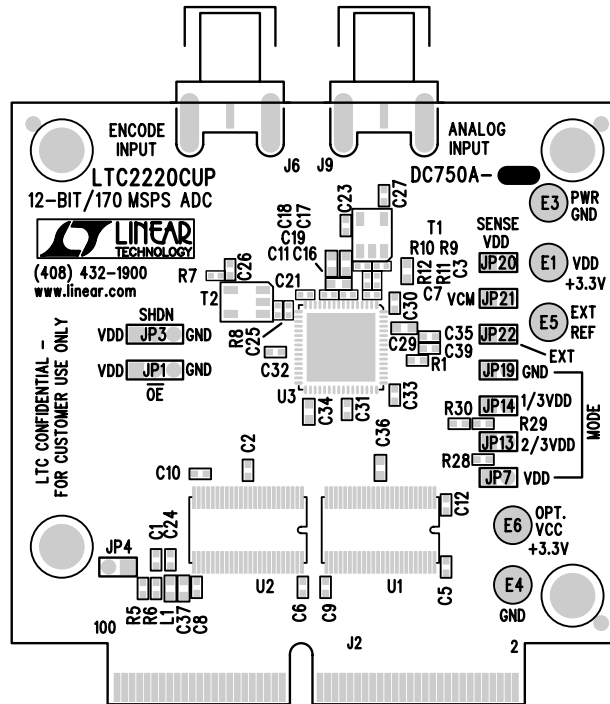 ENCODE
INPUT
J6
J9
ANALOG
INPUT
LTC2220CUP
12-BIT/170 MSPS ADC
LINEAR
TECHNOLOGY
(408) 432-1900
www.linear.com
DC750A-
E3
PWR
GND
E1
VDD
+3.3V
E5
EXT
REF
SENSE
VDD
JP20
VCM
JP21
JP22
EXT
JP19
GND
JP14
1/3VDD
JP13
2/3VDD
JP7
VDD
MODE
R30
R29
R28
C27
C23
C18
C17
C19
C11
C16
C21
T1
R10
R9
R12
R11
C3
C7
R7
C26
T2
R8
C25
C32
C30
C29
C35
C39
R1
C33
U3
C34
C31
SHDN
VDD
JP3
GND
VDD
JP1
GND
OE
LTC CONFIDENTIAL -
FOR CUSTOMER USE ONLY
C2
C36
C10
C12
C1
C24
JP4
U2
U1
C5
R5
R6
L1
C37
C8
C6
C9
E6
OPT.
VCC
+3.3V
E4
GND
100
J2
2